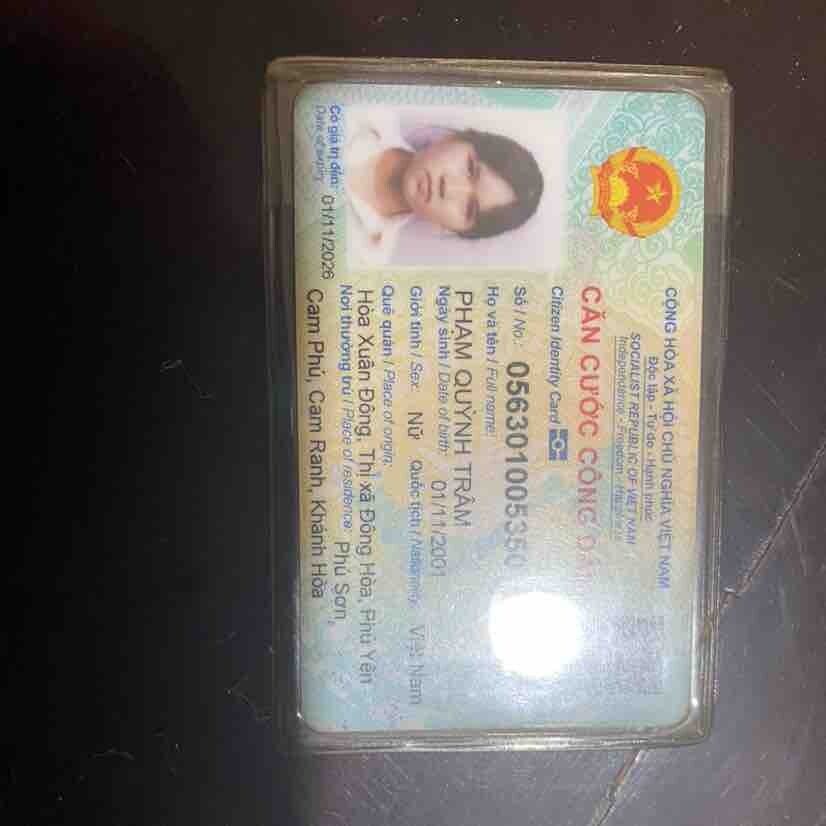 CỘNG HÒA XÃ HỘI CHỦ NGHĨA VIỆT NAM
Độc lập - Tự do - Hạnh phúc
SOCIALIST REPUBLIC OF VIET NAM
Independence - Freedom - Happiness
CĂN CƯỚC CÔNG DÂN
Citizen Identity Card
Số / No.: 056301005350
Họ và tên / Full name:
PHẠM QUỲNH TRÂM
Ngày sinh / Date of birth: 01/11/2001
Giới tính / Sex: Nữ Quốc tịch / Nationality: Việt Nam
Quê quán / Place of origin:
Hòa Xuân Đông, Thị xã Đông Hòa, Phú Yên
Nơi thường trú / Place of residence: Phú Sơn,
Cam Phú, Cam Ranh, Khánh Hòa
Có giá trị đến: 01/11/2026
Date of expiry